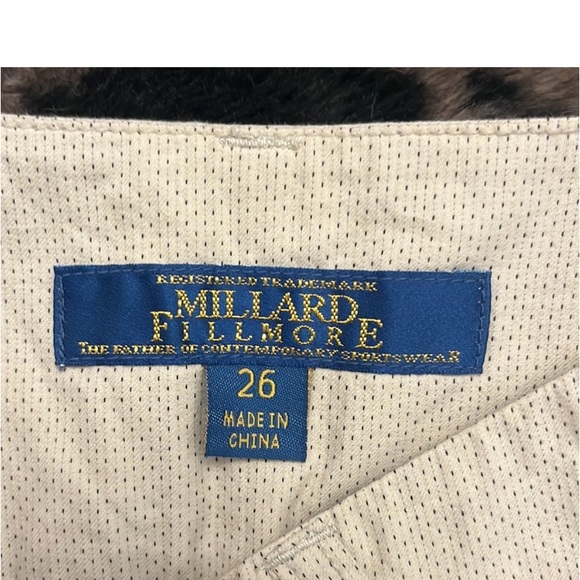 REGISTERED TRADEMARK
MILLARD
FILLMORE
THE FATHER OF CONTEMPORARY SPORTSWEAR
26
MADE IN
CHINA